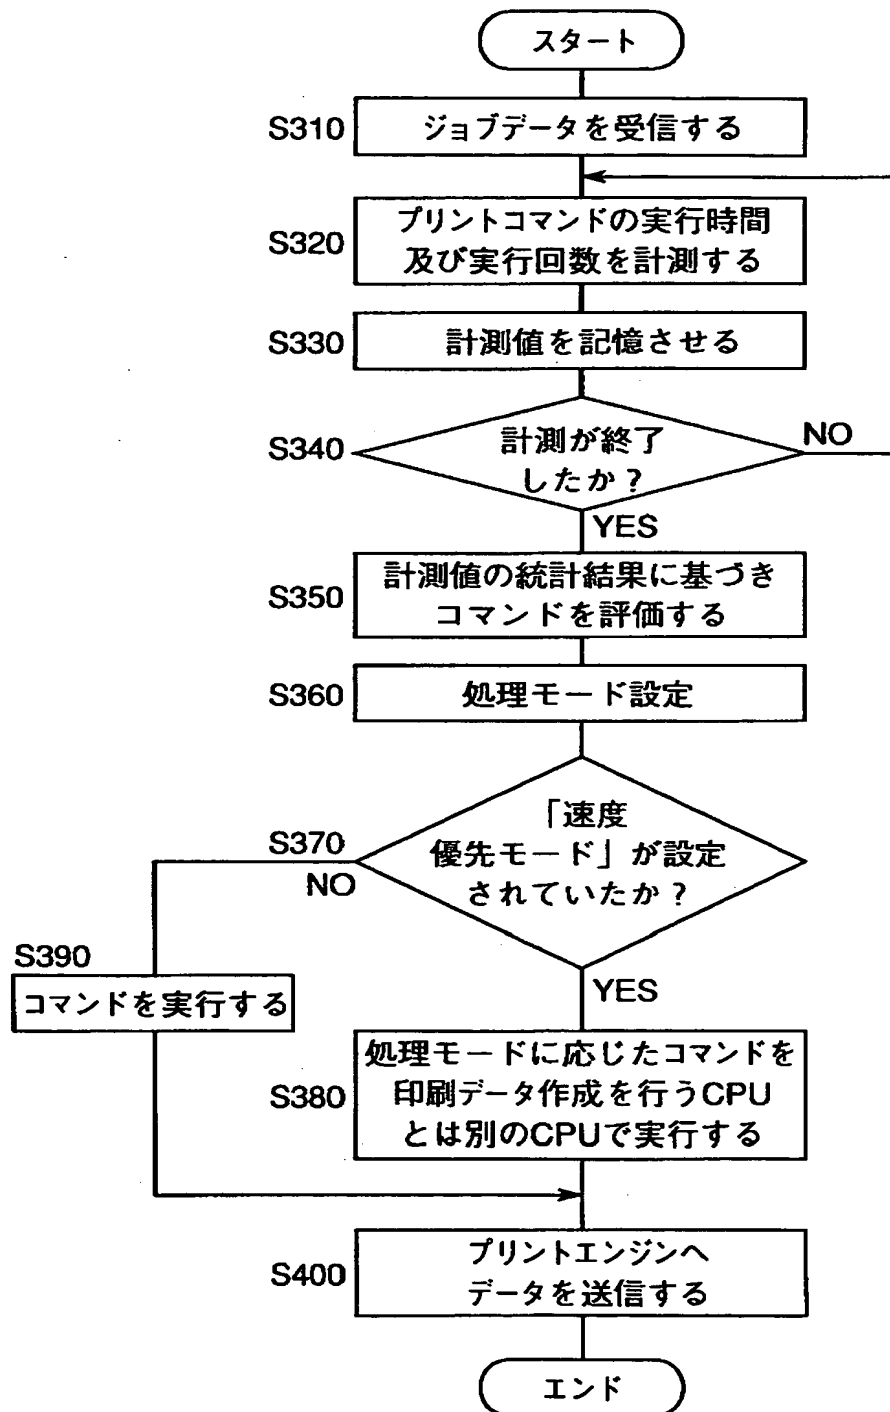 スタート
S310
ジョブデータを受信する
S320
プリントコマンドの実行時間
及び実行回数を計測する
S330
計測値を記憶させる
S340
計測が終了
したか？
NO
YES
S350
計測値の統計結果に基づき
コマンドを評価する
S360
処理モード設定
S370
「速度
優先モード」が設定
されていたか？
NO
YES
S390
コマンドを実行する
S380
処理モードに応じたコマンドを
印刷データ作成を行うCPU
とは別のCPUで実行する
S400
プリントエンジンへ
データを送信する
エンド